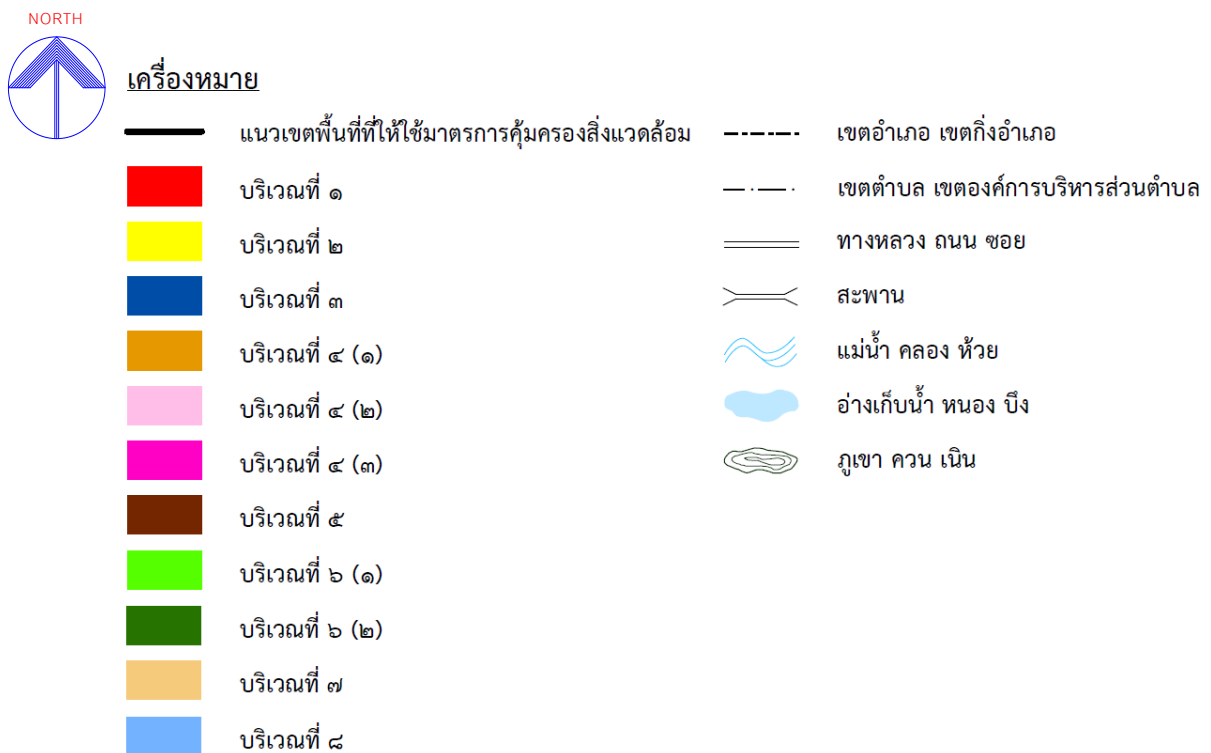 NORTH
เครื่องหมาย
แนวเขตพื้นที่ที่ให้ใช้มาตรการคุ้มครองสิ่งแวดล้อม
บริเวณที่ ๑
บริเวณที่ ๒
บริเวณที่ ๓
บริเวณที่ ๔ (๑)
บริเวณที่ ๔ (๒)
บริเวณที่ ๔ (๓)
บริเวณที่ ๕
บริเวณที่ ๖ (๑)
บริเวณที่ ๖ (๒)
บริเวณที่ ๗
บริเวณที่ ๘
เขตอำเภอ เขตกิ่งอำเภอ
เขตตำบล เขตองค์การบริหารส่วนตำบล
ทางหลวง ถนน ซอย
สะพาน
แม่น้ำ คลอง ห้วย
อ่างเก็บน้ำ หนอง บึง
ภูเขา ควน เนิน